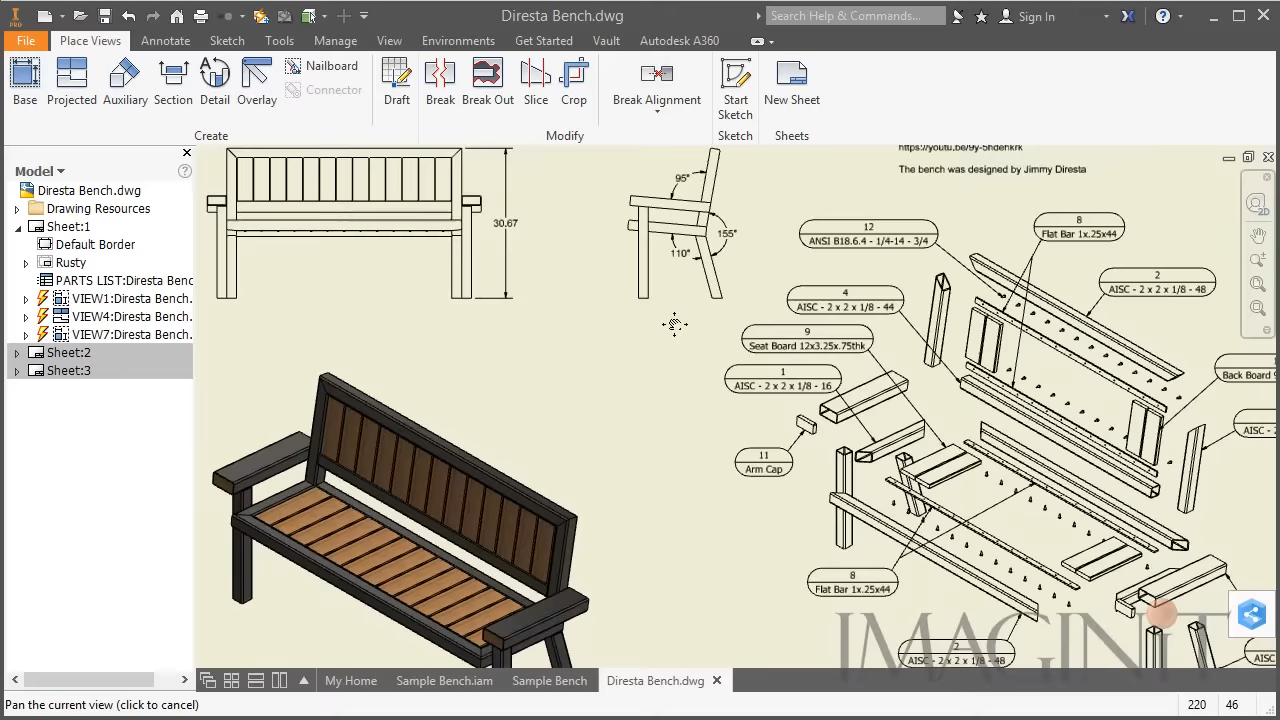 PRO
Diresta Bench.dwg
Search Help & Commands...
Sign In
File
Place Views
Annotate
Sketch
Tools
Manage
View
Environments
Get Started
Vault
Autodesk A360
Base
Projected
Auxiliary
Section
Detail
Overlay
Nailboard
Connector
Draft
Break
Break Out
Slice
Crop
Break Alignment
Start
Sketch
New Sheet
Create
Modify
Sketch
Sheets
Model
Diresta Bench.dwg
Drawing Resources
Sheet:1
Default Border
Rusty
PARTS LIST:Diresta Benc
VIEW1:Diresta Bench.
VIEW4:Diresta Bench.
VIEW7:Diresta Bench.
Sheet:2
Sheet:3
30.67
95°
155°
110°
The bench was designed by Jimmy Diresta
12
ANSI B18.6.4 - 1/4-14 - 3/4
8
Flat Bar 1x.25x44
2
AISC - 2 x 2 x 1/8 - 48
4
AISC - 2 x 2 x 1/8 - 44
9
Seat Board 12x3.25x.75thk
1
AISC - 2 x 2 x 1/8 - 16
11
Arm Cap
Back Board
AISC - 2
8
Flat Bar 1x.25x44
2
AISC - 2 x 2 x 1/8 - 48
AISC
2D
IMAGINiT
My Home
Sample Bench.iam
Sample Bench
Diresta Bench.dwg
Pan the current view (click to cancel)
220
46